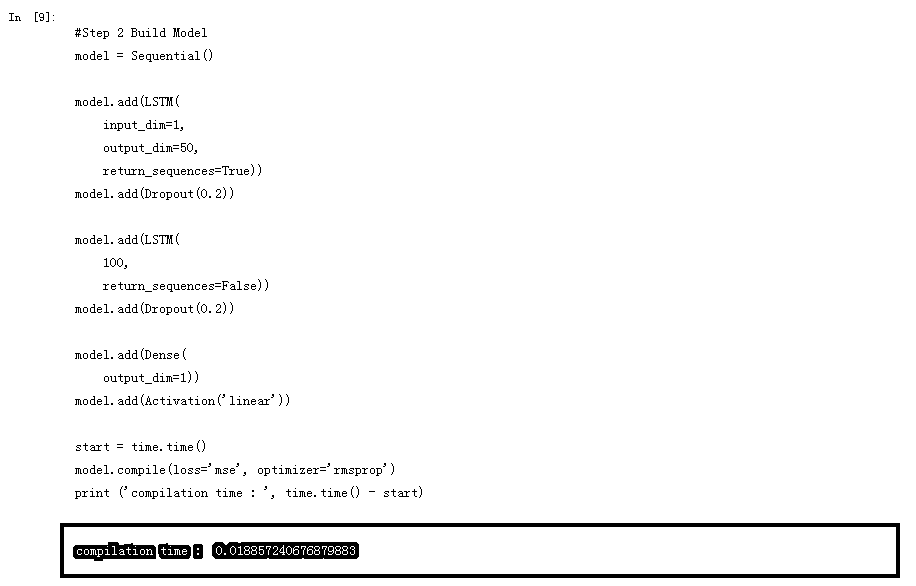 In [9]:
#Step 2 Build Model
model = Sequential()
model.add(LSTM(
input_dim=1,
output_dim=50,
return_sequences=True))
model.add(Dropout(0.2))
model.add(LSTM(
100,
return_sequences=False))
model.add(Dropout(0.2))
model.add(Dense(
output_dim=1))
model.add(Activation('linear'))
start = time.time()
model.compile(loss='mse', optimizer='rmsprop')
print ('compilation time : ', time.time() - start)
compilation time : 0.018857240676879883